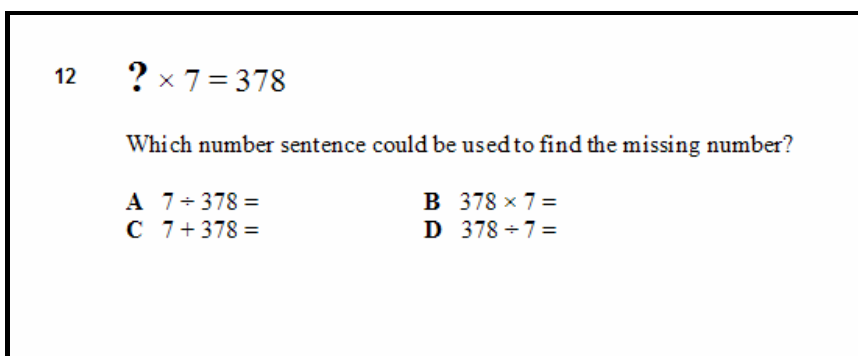 12 ? × 7 = 378
Which number sentence could be used to find the missing number?
A 7 ÷ 378 = B 378 × 7 =
C 7 + 378 = D 378 ÷ 7 =